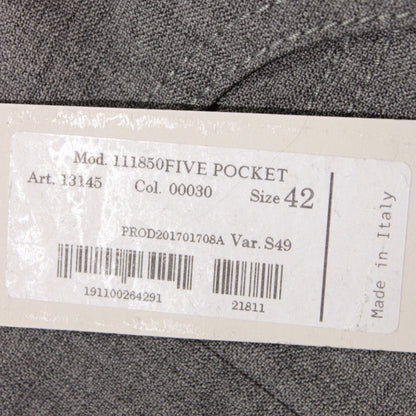 Mod. 111850FIVE POCKET
Art. 13145 Col. 00030 Size 42
PROD201701708A Var. S49
191100264291 21811
Made in Italy